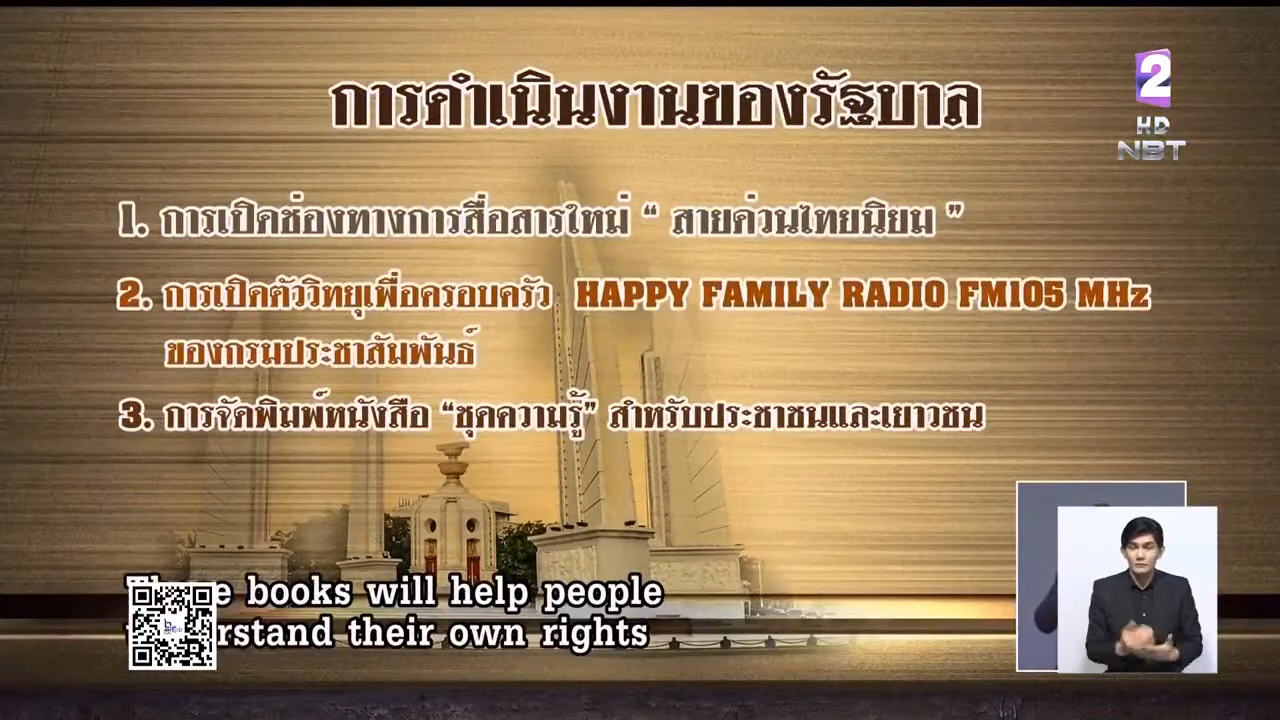 การดำเนินงานของรัฐบาล
2
HD
NBT
1. การเปิดช่องทางการสื่อสารใหม่ “ สายด่วนไทยนิยม ”
2. การเปิดตัววิทยุเพื่อครอบครัว HAPPY FAMILY RADIO FM105 MHz
ของกรมประชาสัมพันธ์
3. การจัดพิมพ์หนังสือ “ชุดความรู้” สำหรับประชาชนและเยาวชน
books will help people
their own rights